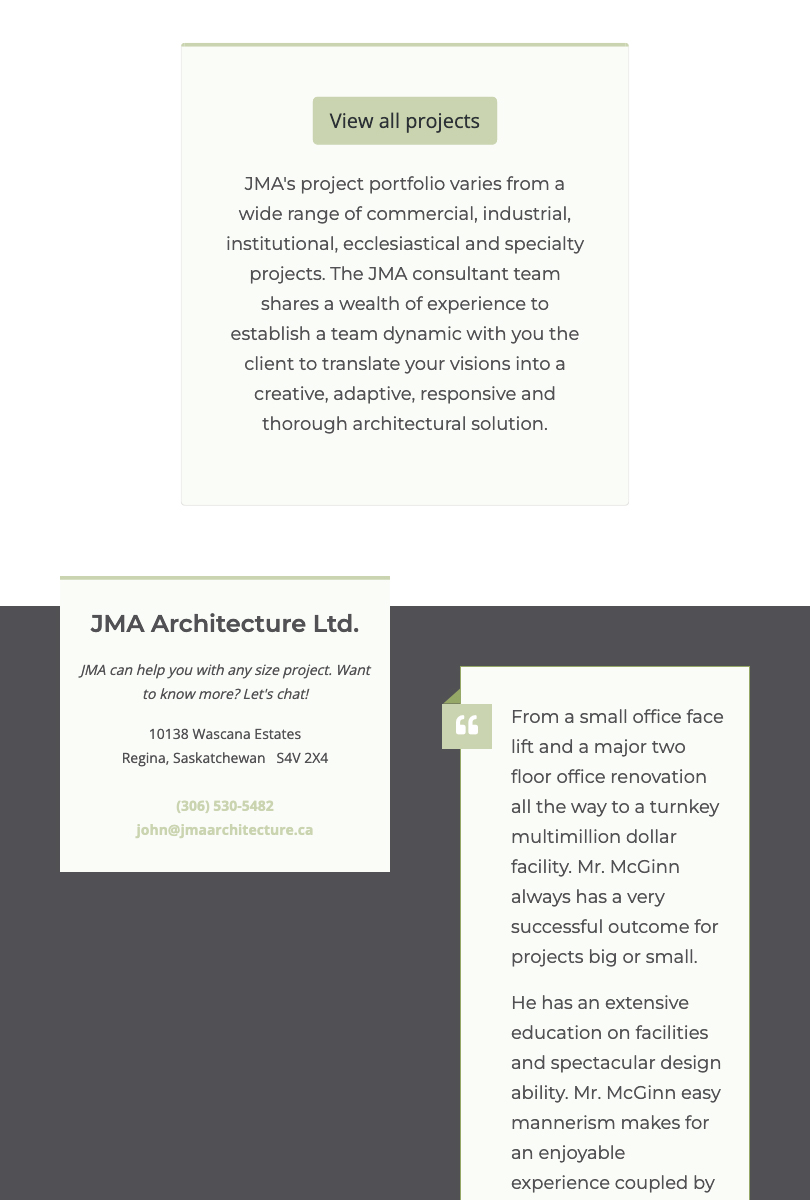 View all projects
JMA's project portfolio varies from a
wide range of commercial, industrial,
institutional, ecclesiastical and specialty
projects. The JMA consultant team
shares a wealth of experience to
establish a team dynamic with you the
client to translate your visions into a
creative, adaptive, responsive and
thorough architectural solution.
JMA Architecture Ltd.
JMA can help you with any size project. Want
to know more? Let's chat!
10138 Wascana Estates
Regina, Saskatchewan S4V 2X4
(306) 530-5482
john@jmaarchitecture.ca
From a small office face
lift and a major two
floor office renovation
all the way to a turnkey
multimillion dollar
facility. Mr. McGinn
always has a very
successful outcome for
projects big or small.
He has an extensive
education on facilities
and spectacular design
ability. Mr. McGinn easy
mannerism makes for
an enjoyable
experience coupled by